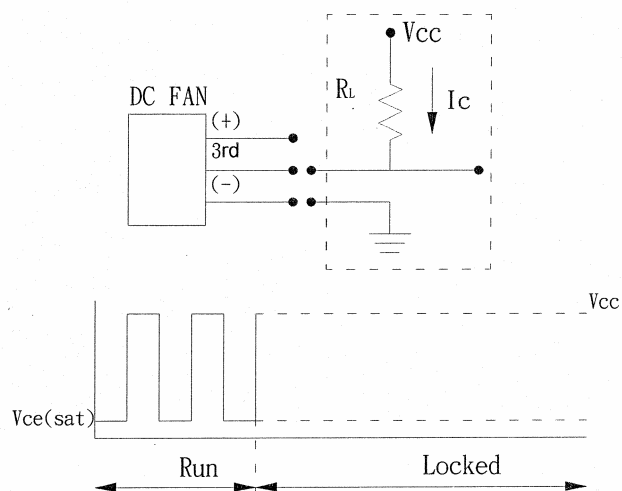 Vcc
RL
Ic
DC FAN
(+)
3rd
(-)
Vcc
Vce(sat)
Run
Locked